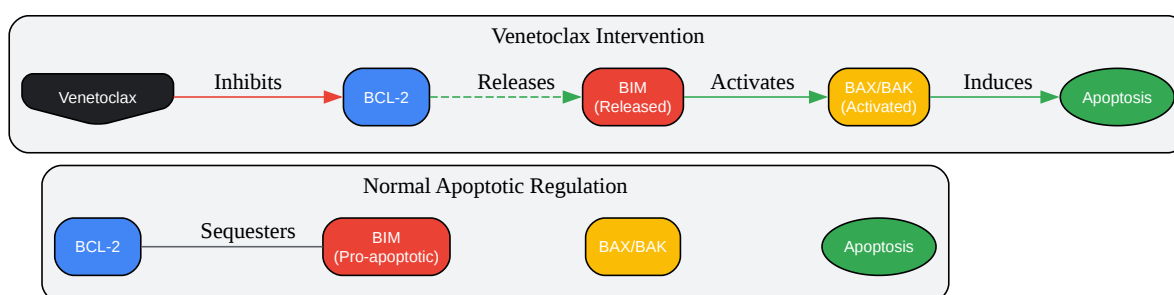 Venetoclax Intervention
Venetoclax
Inhibits
BCL-2
Releases
BIM
(Released)
Activates
BAX/BAK
(Activated)
Induces
Apoptosis
Normal Apoptotic Regulation
BCL-2
Sequesters
BIM
(Pro-apoptotic)
BAX/BAK
Apoptosis